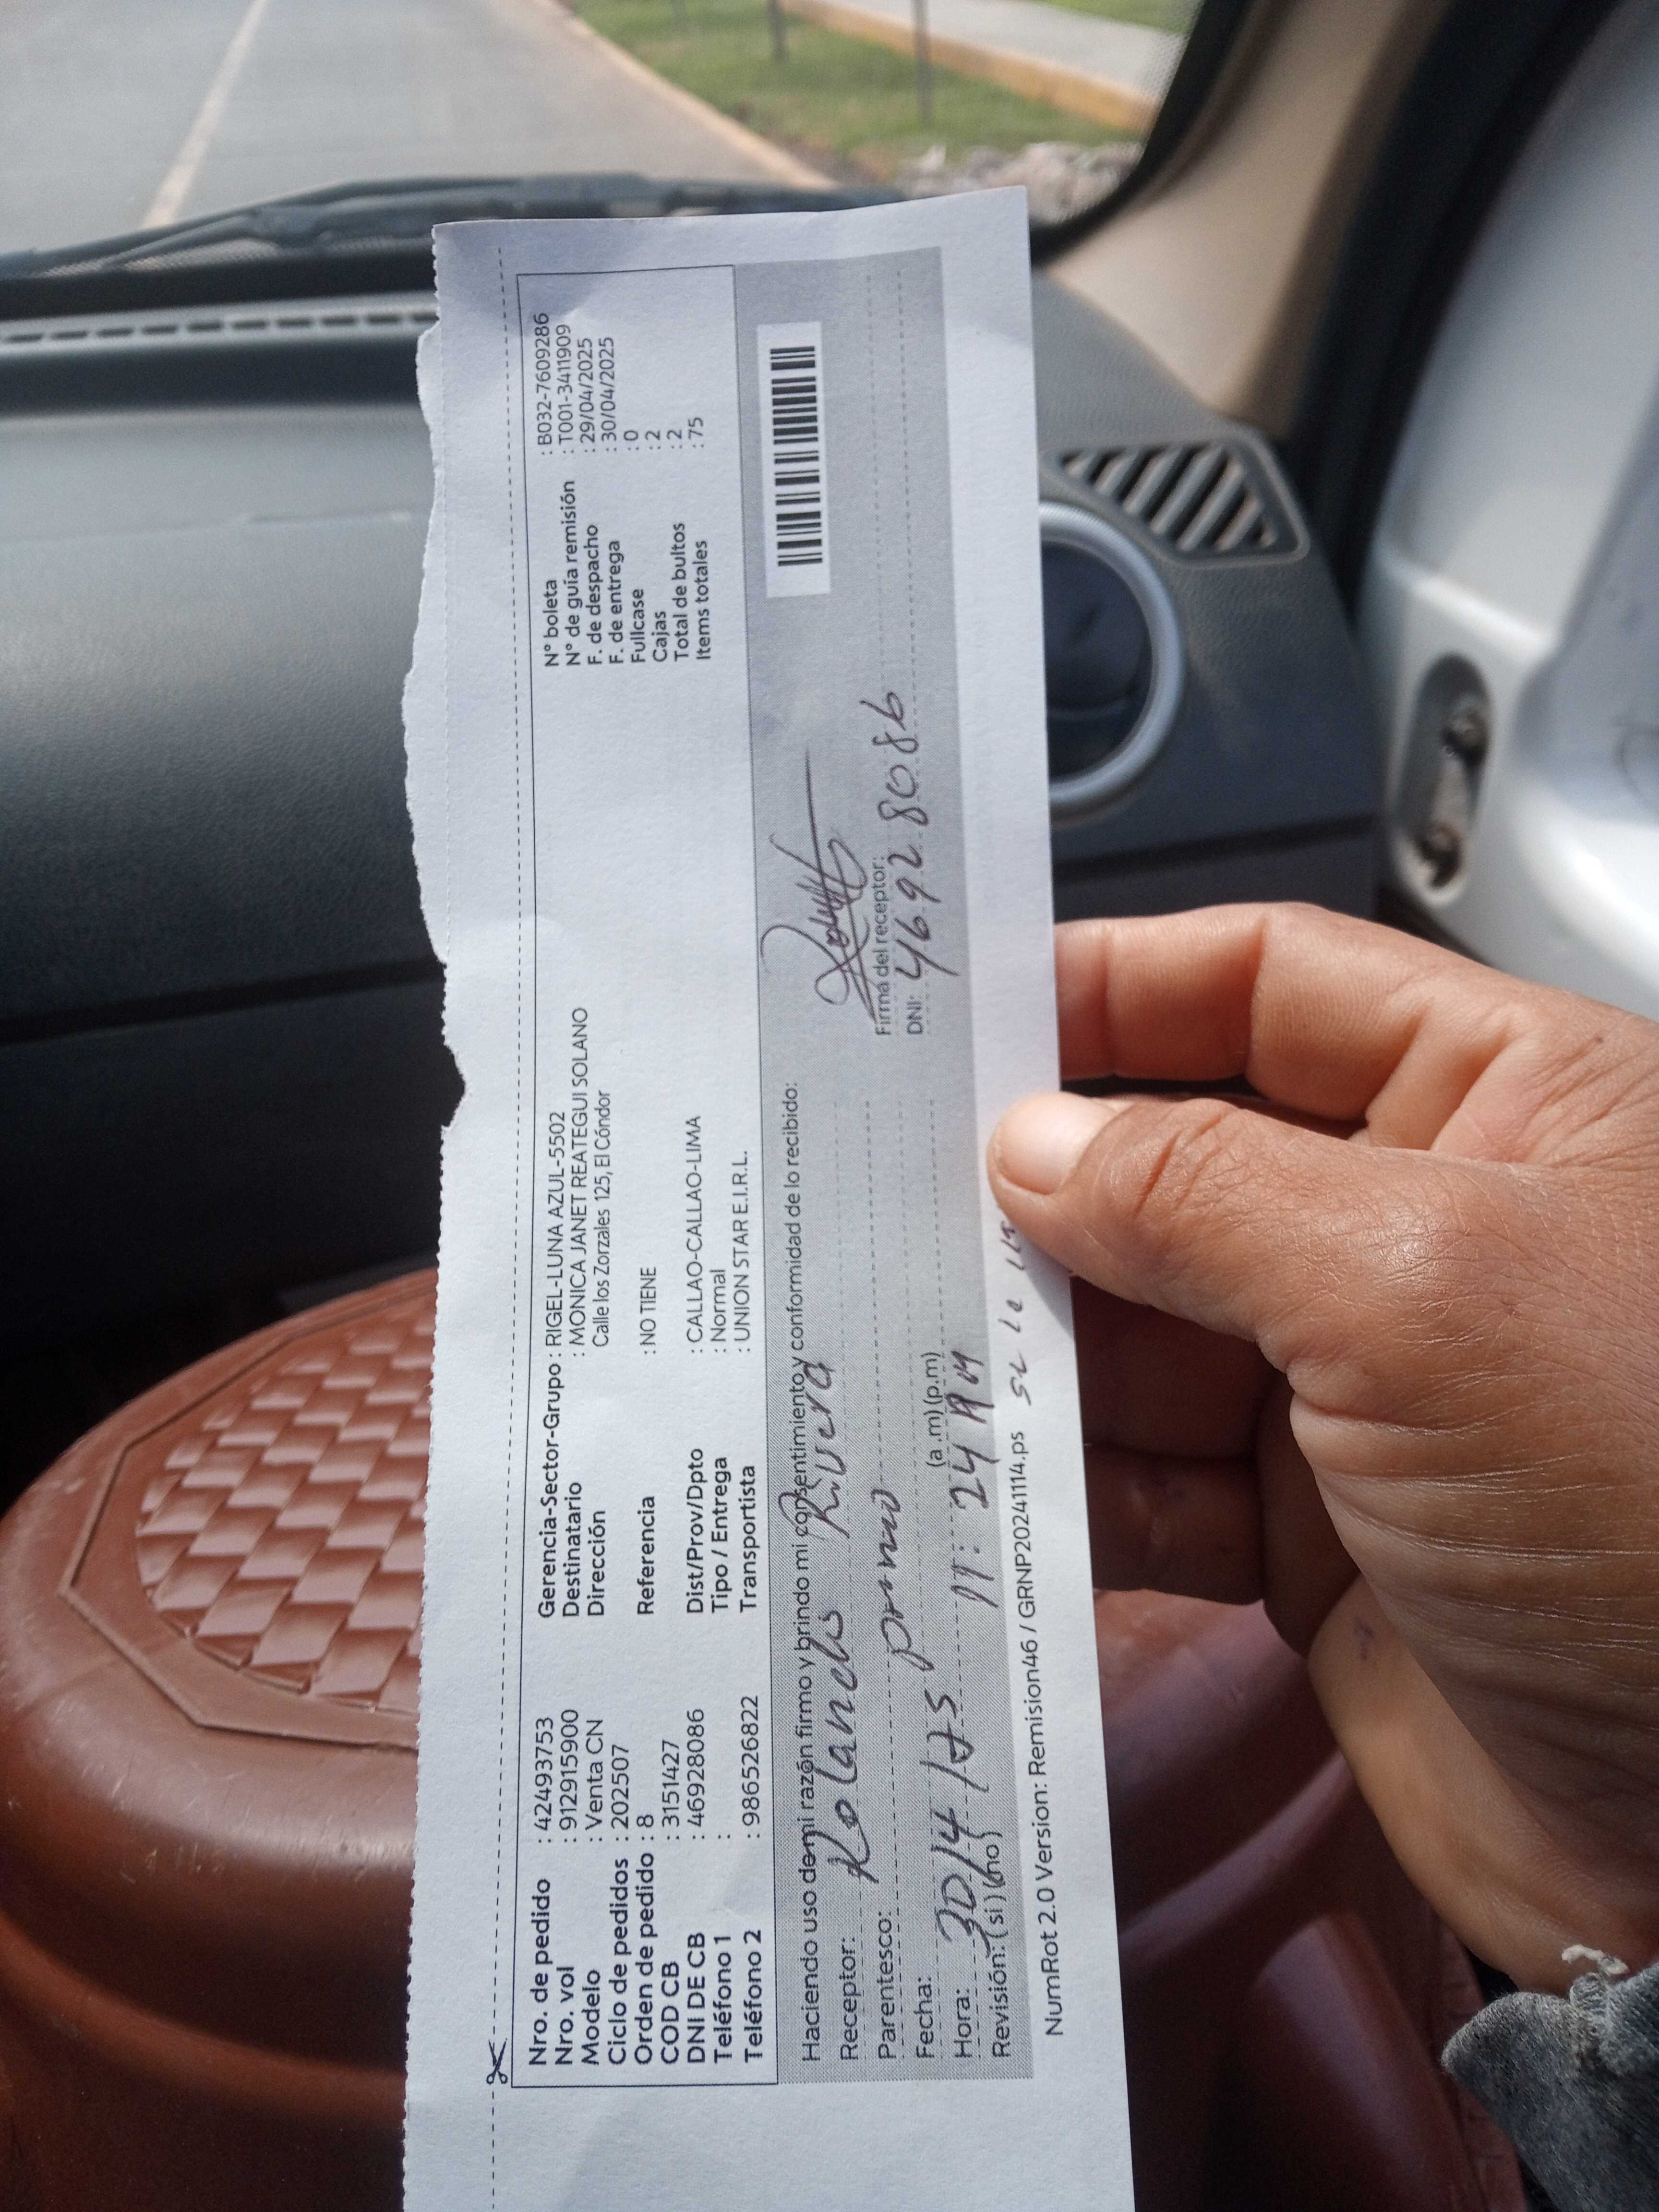 Nro. de pedido : 42493753
Nro. vol : 912915900
Modelo : Venta CN
Ciclo de pedidos : 202507
Orden de pedido : 8
COD CB : 3151427
DNI DE CB : 46928086
Teléfono 1 :
Teléfono 2 : 986526822
Gerencia-Sector-Grupo : RIGEL-LUNA AZUL-5502
Destinatario : MONICA JANET REATEGUI SOLANO
Dirección Calle los Zorzales 125, El Cóndor
Referencia : NO TIENE
Dist/Prov/Dpto : CALLAO-CALLAO-LIMA
Tipo / Entrega : Normal
Transportista : UNION STAR E.I.R.L.
N° boleta : B032-7609286
N° de guía remisión : T001-3411909
F. de despacho : 29/04/2025
F. de entrega : 30/04/2025
Fullcase : 0
Cajas : 2
Total de bultos : 2
Items totales : 75
Haciendo uso de mi razón firmo y brindo mi consentimiento y conformidad de lo recibido:
Receptor: Rivera
Parentesco: primo
Fecha: 30/4/25
Hora: 11:24 AM (a .m) (p.m)
Revisión: ( si ) (no)
Firma del receptor:
DNI: 46928086
NumRot 2.0 Version: Remision46 / GRNP20241114.ps se le